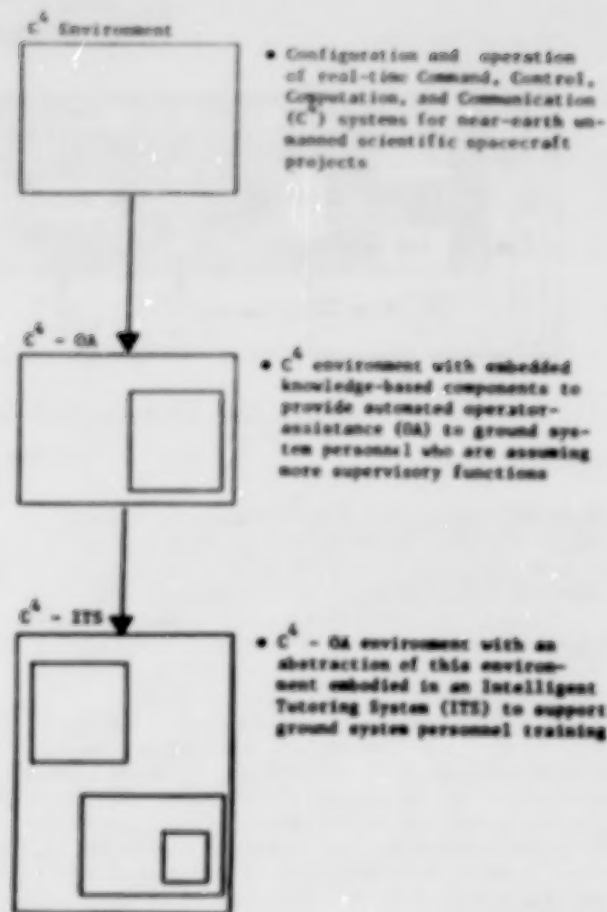 C⁴ Environment
• Configuration and operation
of real-time Command, Control,
Computation, and Communication
(C⁴) systems for near-earth un-
manned scientific spacecraft
projects
C⁴ - OA
• C⁴ environment with embedded
knowledge-based components to
provide automated operator-
assistance (OA) to ground sys-
tem personnel who are assuming
more supervisory functions
C⁴ - ITS
• C⁴ - OA environment with an
abstraction of this environ-
ment embodied in an Intelligent
Tutoring System (ITS) to support
ground system personnel training